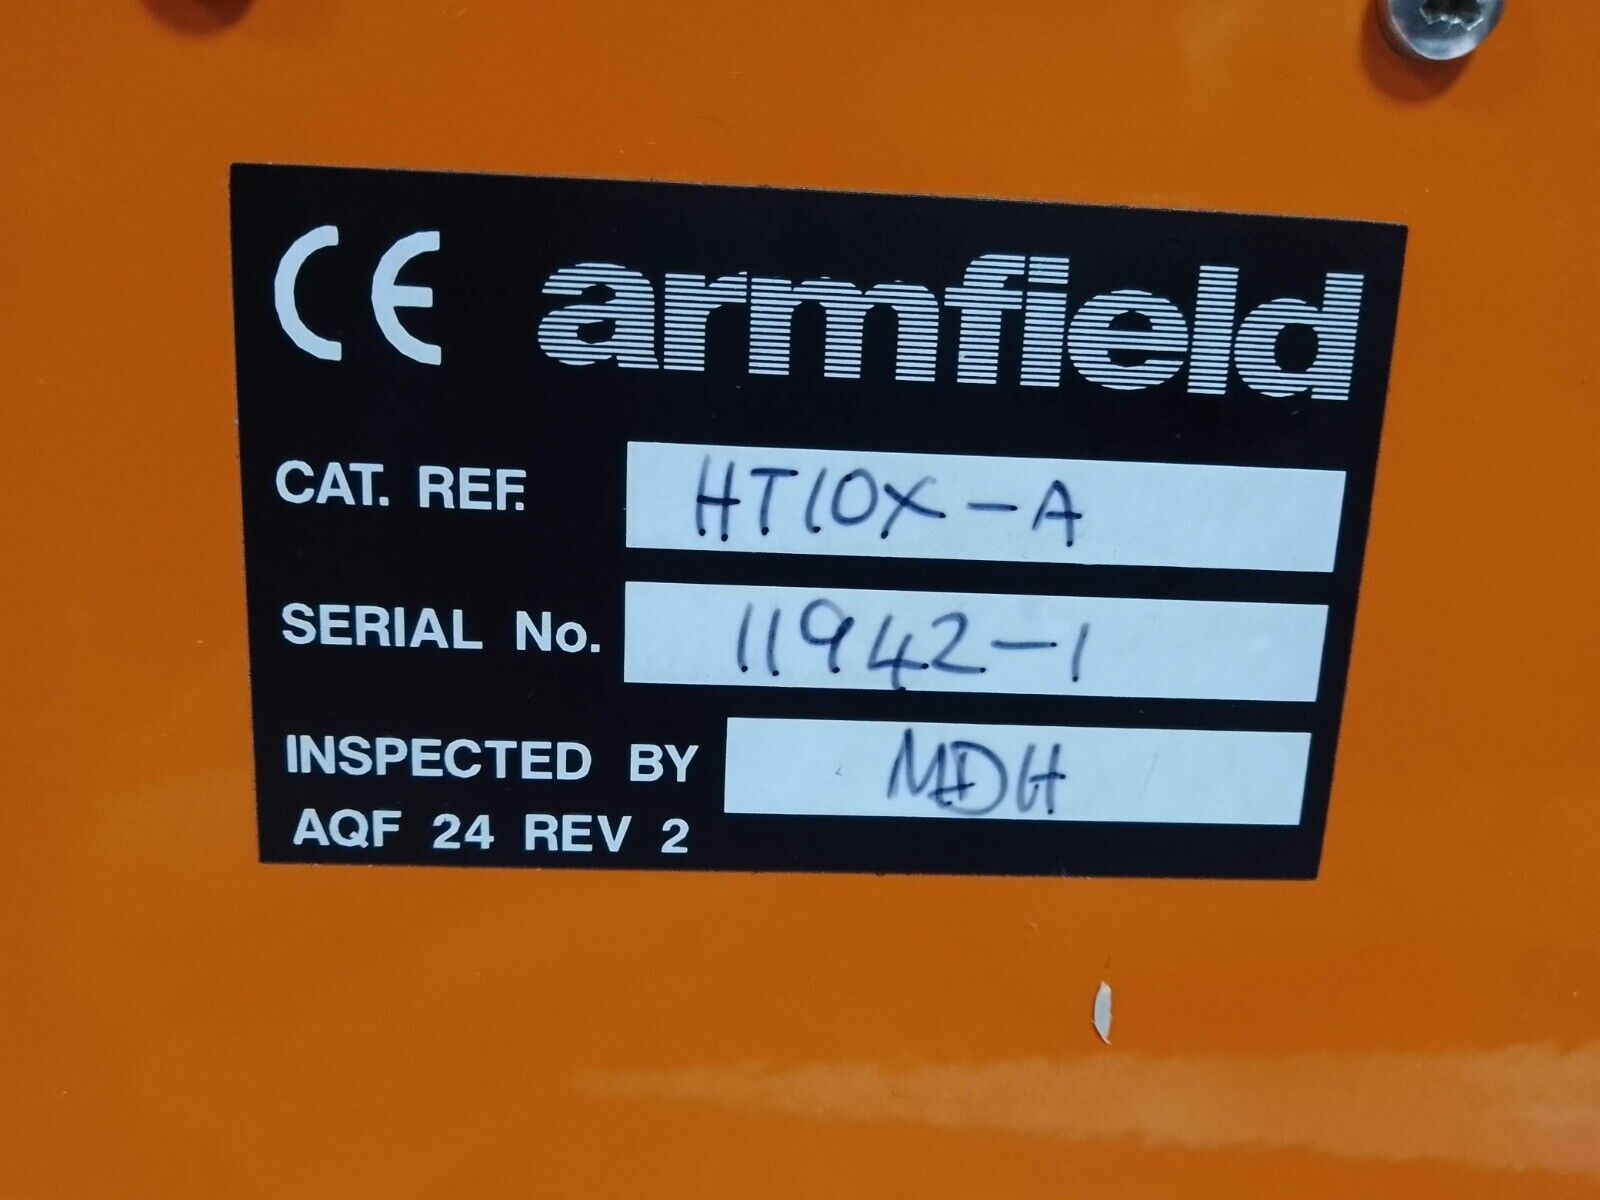 CE armfield
CAT. REF. HT10X-A
SERIAL No. 11942-1
INSPECTED BY MDH
AQF 24 REV 2